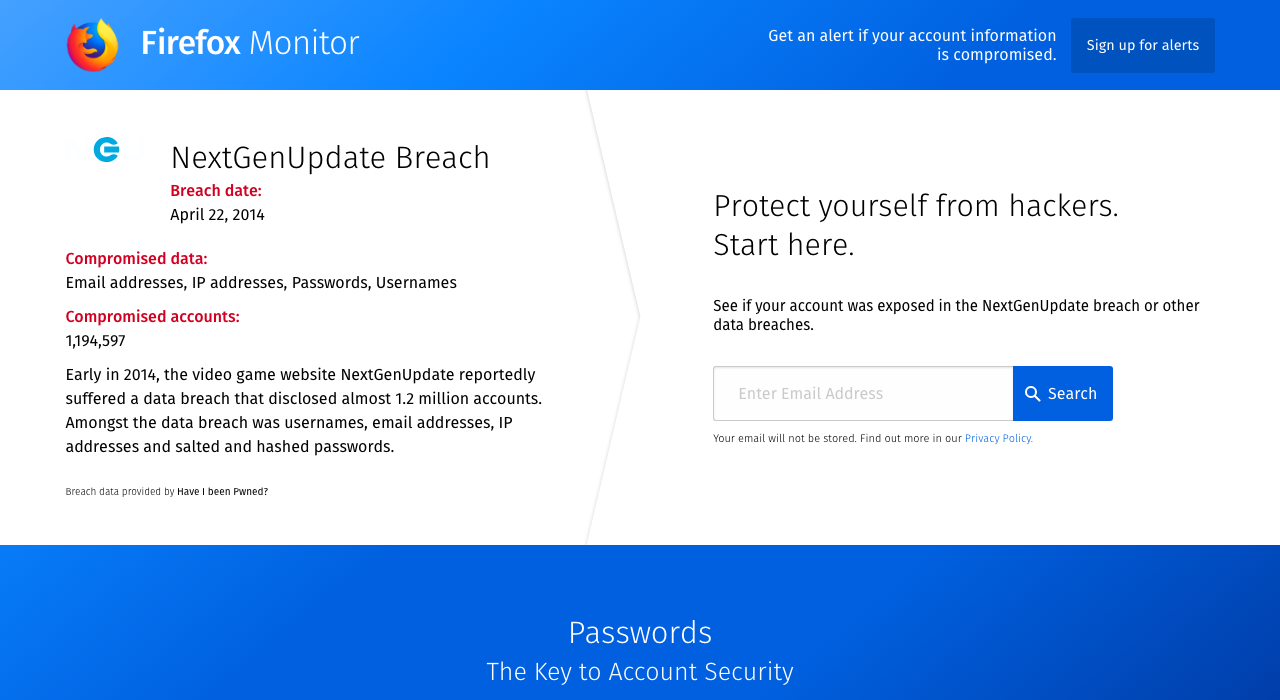 Firefox Monitor
Get an alert if your account information
is compromised.
Sign up for alerts
NextGenUpdate Breach
Breach date:
April 22, 2014
Compromised data:
Email addresses, IP addresses, Passwords, Usernames
Compromised accounts:
1,194,597
Early in 2014, the video game website NextGenUpdate reportedly
suffered a data breach that disclosed almost 1.2 million accounts.
Amongst the data breach was usernames, email addresses, IP
addresses and salted and hashed passwords.
Breach data provided by Have I been Pwned?
Protect yourself from hackers.
Start here.
See if your account was exposed in the NextGenUpdate breach or other
data breaches.
Enter Email Address
Search
Your email will not be stored. Find out more in our Privacy Policy.
Passwords
The Key to Account Security